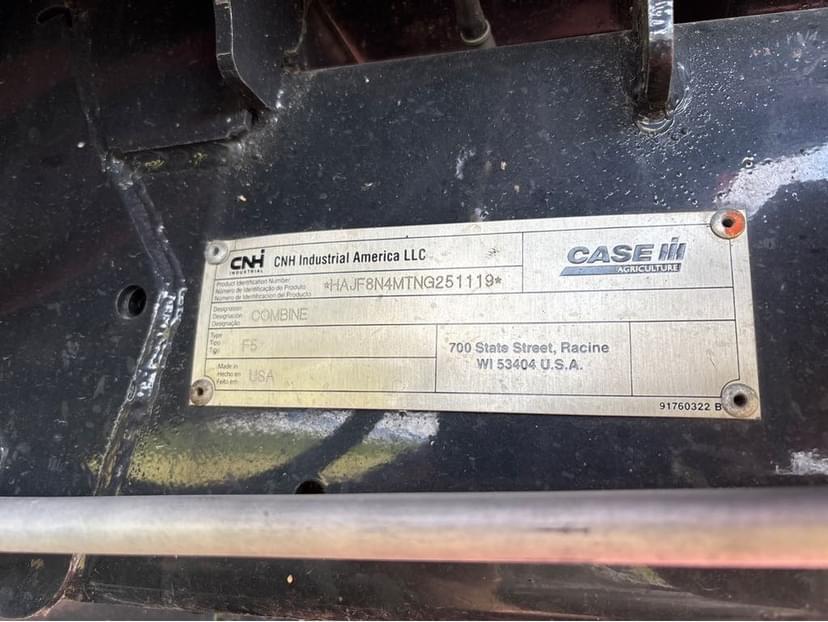 CNH
INDUSTRIAL
CNH Industrial America LLC
CASE IH
AGRICULTURE
Product Identification Number
Número de Identificação do Produto
Número de Identificacion del Producto
*HAJF8N4MTNG251119*
Designation
Designación
Designação
COMBINE
Type
Tipo
Tipo
F5
700 State Street, Racine
WI 53404 U.S.A.
Made in
Hecho en
Feito em
USA
91760322 B